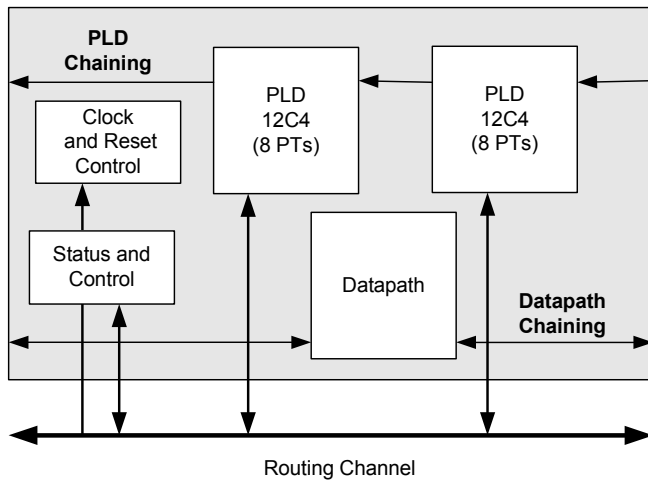 PLD
Chaining
PLD
12C4
(8 PTs)
PLD
12C4
(8 PTs)
Clock
and Reset
Control
Status and
Control
Datapath
Datapath
Chaining
Routing Channel